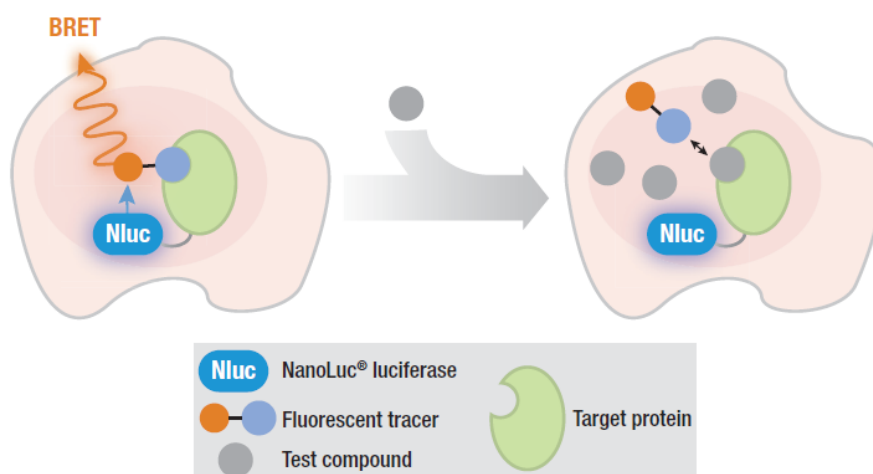 BRET
Nluc
Nluc
Nluc NanoLuc® luciferase
Fluorescent tracer
Test compound
Target protein